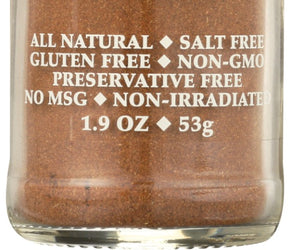 ALL NATURAL ◆ SALT FREE
GLUTEN FREE ◆ NON-GMO
PRESERVATIVE FREE
NO MSG ◆ NON-IRRADIATED
1.9 OZ ◆ 53g